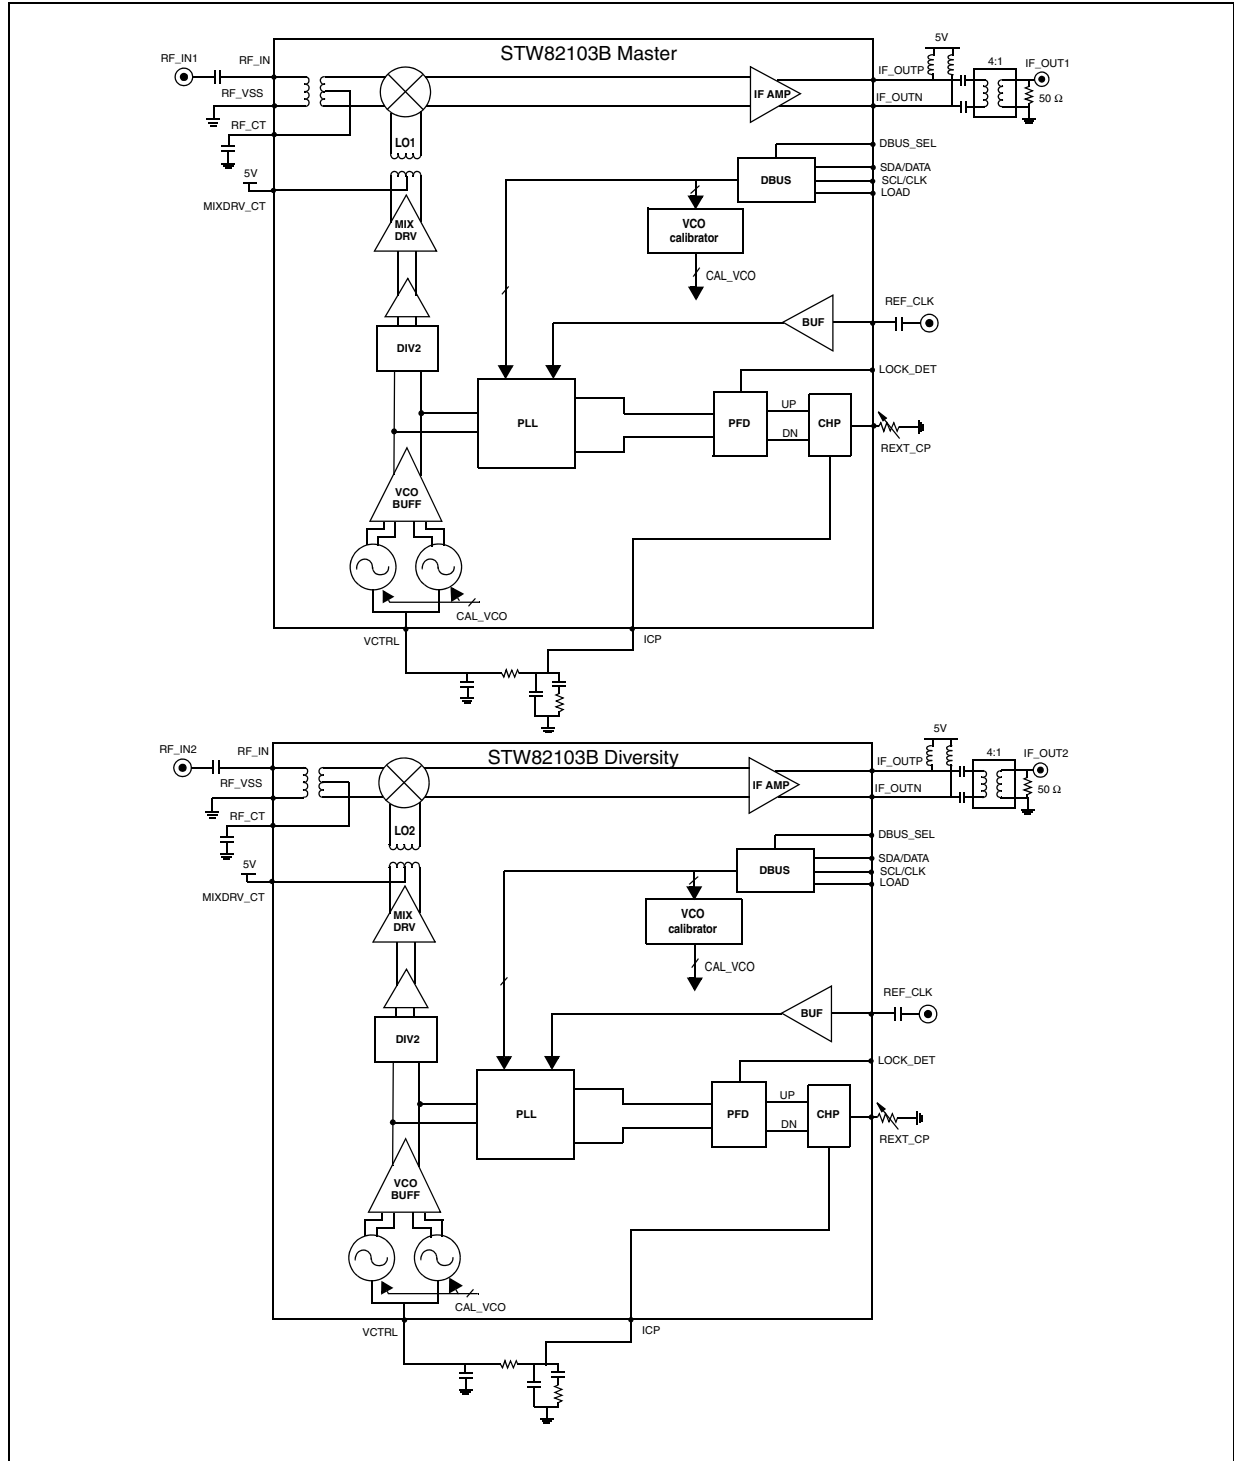 STW82103B Master
RF_IN1
RF_IN
RF_VSS
RF_CT
5V
MIXDRV_CT
LO1
MIX
DRV
DIV2
VCO
BUFF
CAL_VCO
VCTRL
ICP
IF AMP
IF_OUTP
IF_OUTN
5V
4:1
IF_OUT1
50 Ω
DBUS_SEL
DBUS
SDA/DATA
SCL/CLK
LOAD
VCO
calibrator
CAL_VCO
REF_CLK
BUF
LOCK_DET
PLL
PFD
UP
DN
CHP
REXT_CP
STW82103B Diversity
RF_IN2
RF_IN
RF_VSS
RF_CT
5V
MIXDRV_CT
LO2
MIX
DRV
DIV2
VCO
BUFF
CAL_VCO
VCTRL
ICP
IF AMP
IF_OUTP
IF_OUTN
5V
4:1
IF_OUT2
50 Ω
DBUS_SEL
DBUS
SDA/DATA
SCL/CLK
LOAD
VCO
calibrator
CAL_VCO
REF_CLK
BUF
LOCK_DET
PLL
PFD
UP
DN
CHP
REXT_CP